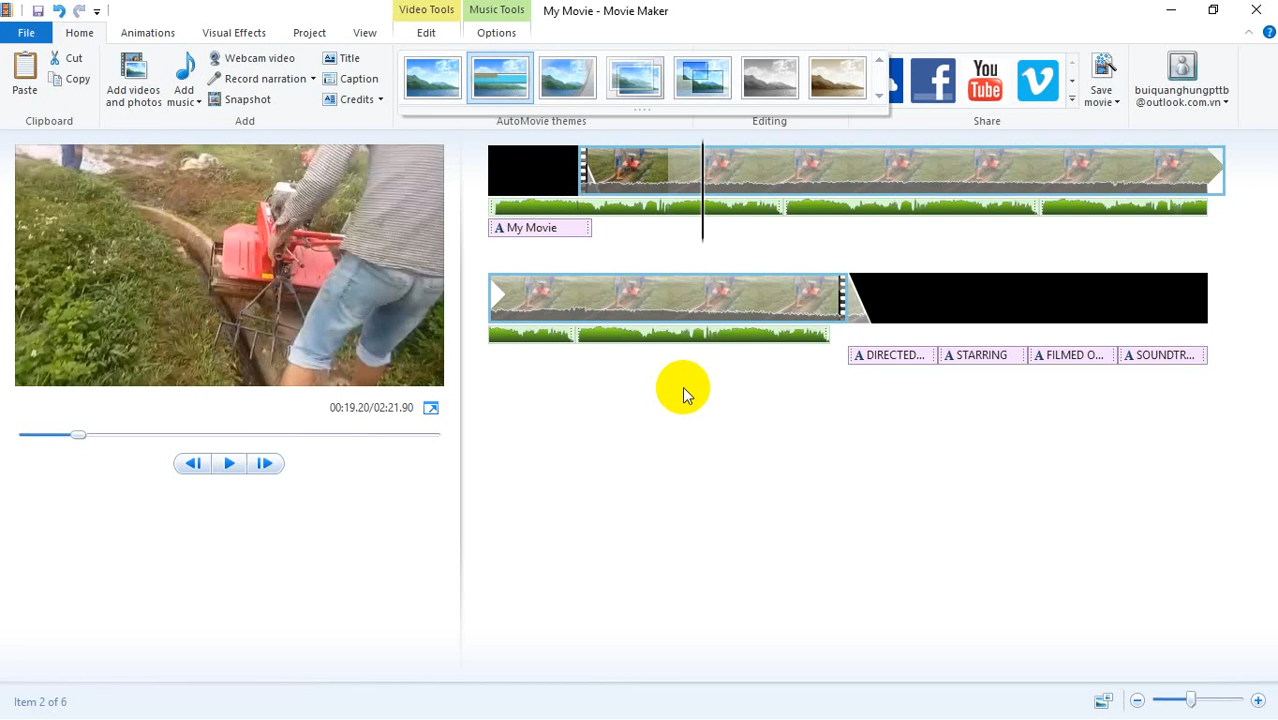 Video Tools
Music Tools
My Movie - Movie Maker
File
Home
Animations
Visual Effects
Project
View
Edit
Options
Paste
Cut
Copy
Clipboard
Add videos and photos
Add music
Webcam video
Record narration
Snapshot
Title
Caption
Credits
Add
AutoMovie themes
Editing
f
You
Tube
v
Share
Save movie
buiquanghungpttb
@outlook.com.vn
A My Movie
A DIRECTED...
A STARRING
A FILMED O...
A SOUNDTR...
00:19.20/02:21.90
Item 2 of 6